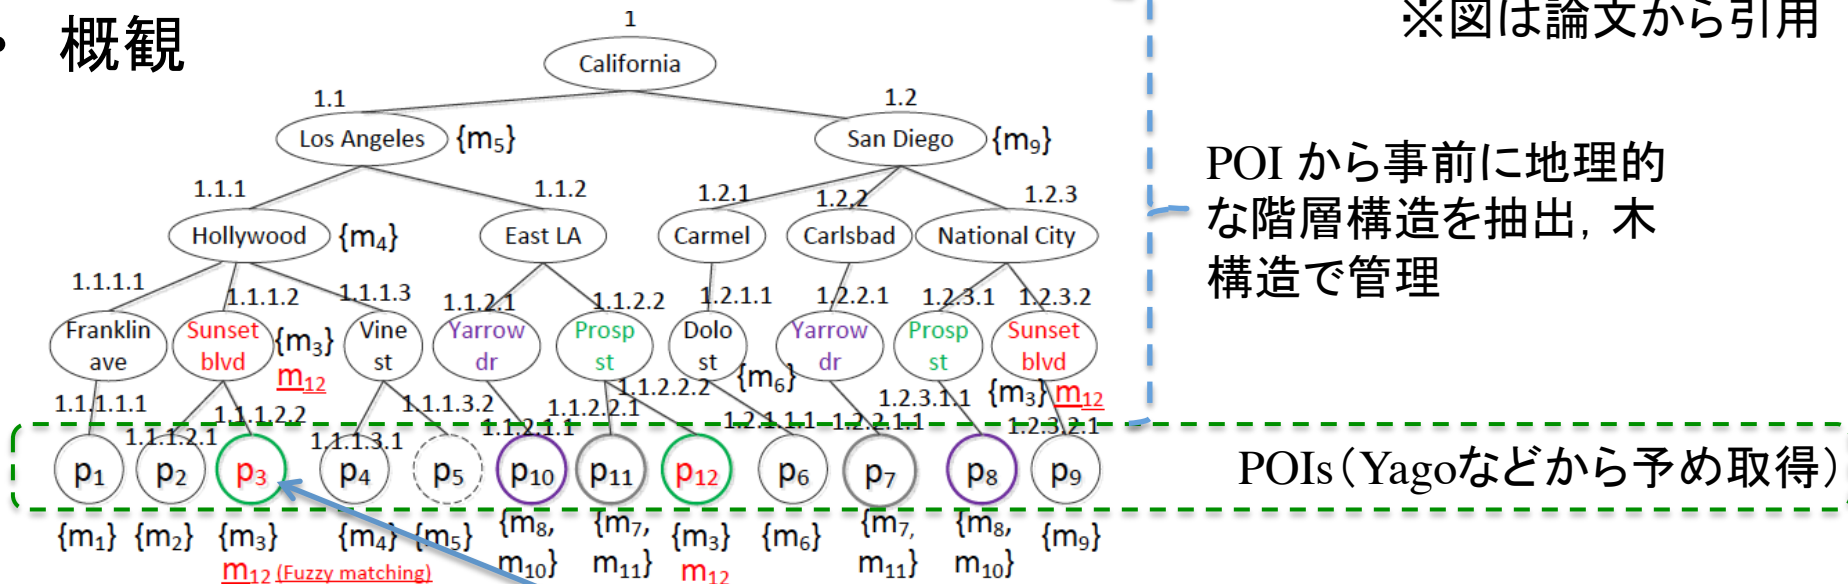 ※図は論文から引用
• 概観
1
California
1.1
1.2
Los Angeles {m5}
San Diego {m9}
1.1.1
1.1.2
1.2.1
1.2.2
1.2.3
Hollywood {m4}
East LA
Carmel
Carlsbad
National City
POI から事前に地理的
な階層構造を抽出，木
構造で管理
1.1.1.1
1.1.1.2
1.1.1.3
1.1.2.1
1.1.2.2
1.2.1.1
1.2.2.1
1.2.3.1
1.2.3.2
Franklin
ave
Sunset
blvd
{m3}
m12
Vine
st
Yarrow
dr
Prosp
st
Dolo
st
{m6}
Yarrow
dr
Prosp
st
Sunset
blvd
{m3} m12
1.1.1.1.1
1.1.1.2.1
1.1.1.2.2
1.1.1.3.1
1.1.1.3.2
1.1.2.1.1
1.1.2.2.1
1.1.2.2.2
1.2.1.1.1
1.2.2.1.1
1.2.3.1.1
1.2.3.2.1
p1
p2
p3
p4
p5
p10
p11
p12
p6
p7
p8
p9
POIs（Yagoなどから予め取得）
{m1}
{m2}
{m3}
m12 (Fuzzy matching)
{m4}
{m5}
{m8,
m10}
{m7,
m11}
{m3}
m12
{m6}
{m7,
m11}
{m8,
m10}
{m9}